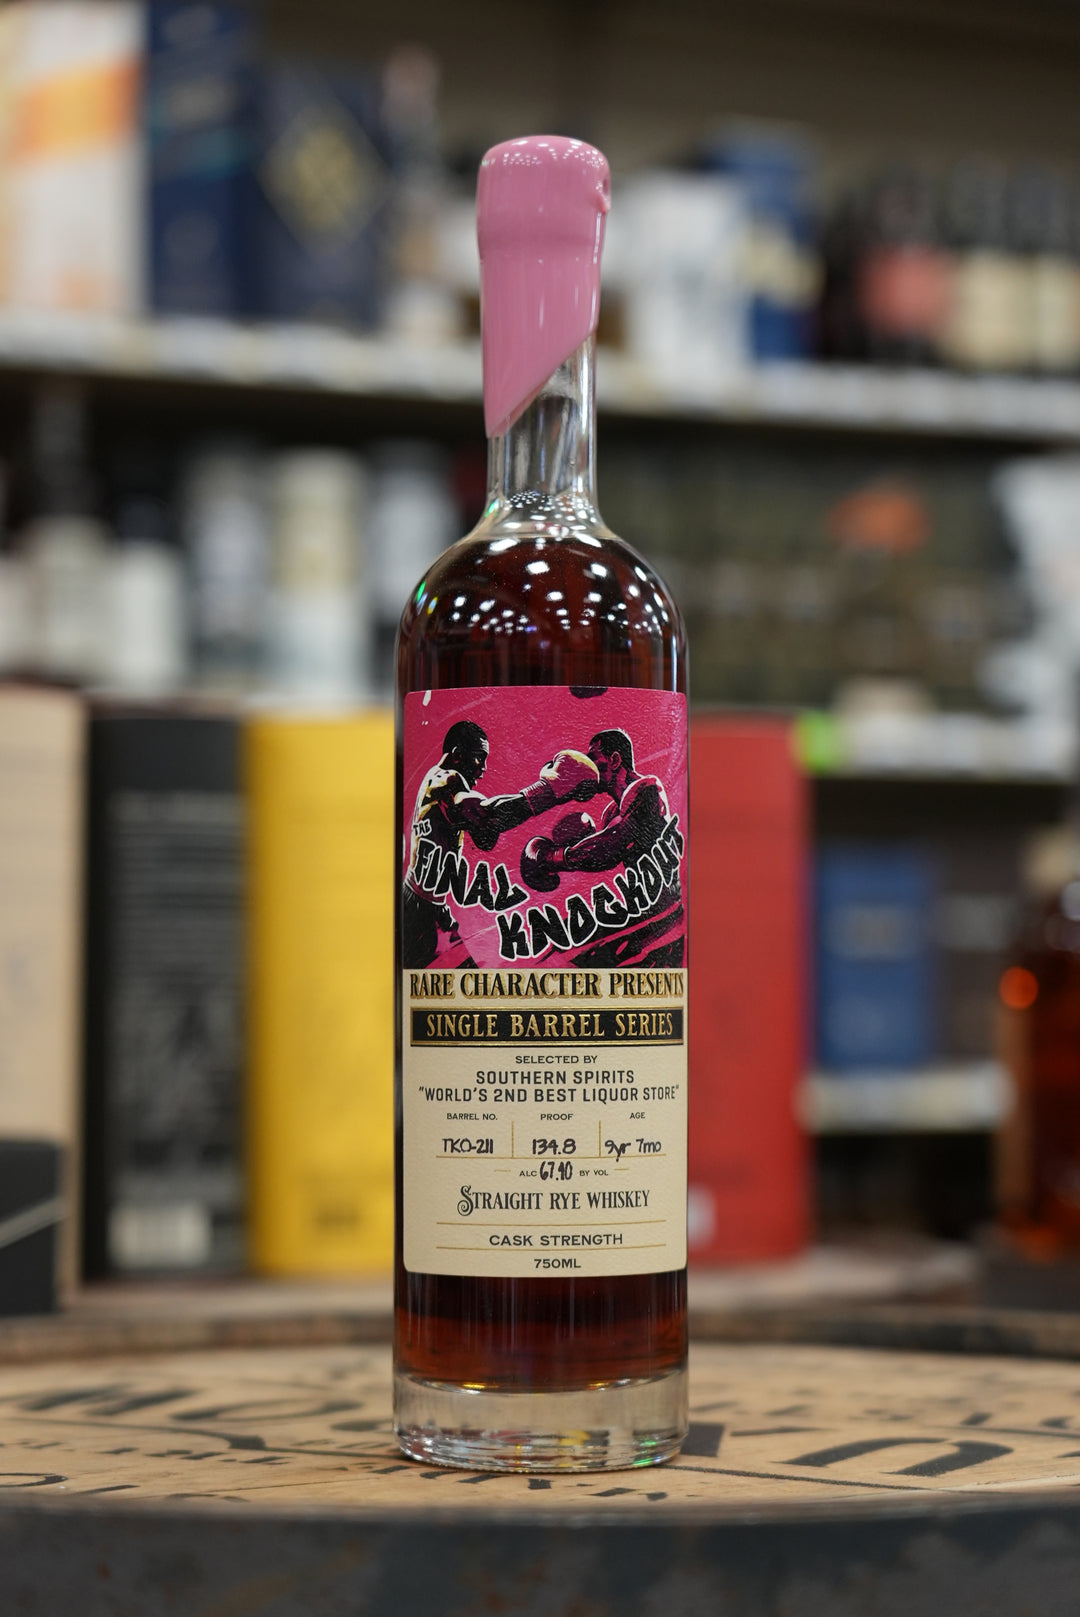 THE
FINAL
KNOCKOUT
RARE CHARACTER PRESENTS
SINGLE BARREL SERIES
SELECTED BY
SOUTHERN SPIRITS
"WORLD'S 2ND BEST LIQUOR STORE"
BARREL NO. PROOF AGE
TKO-211 134.8 9yr 7mo
ALC 67.40 BY VOL
STRAIGHT RYE WHISKEY
CASK STRENGTH
750ML